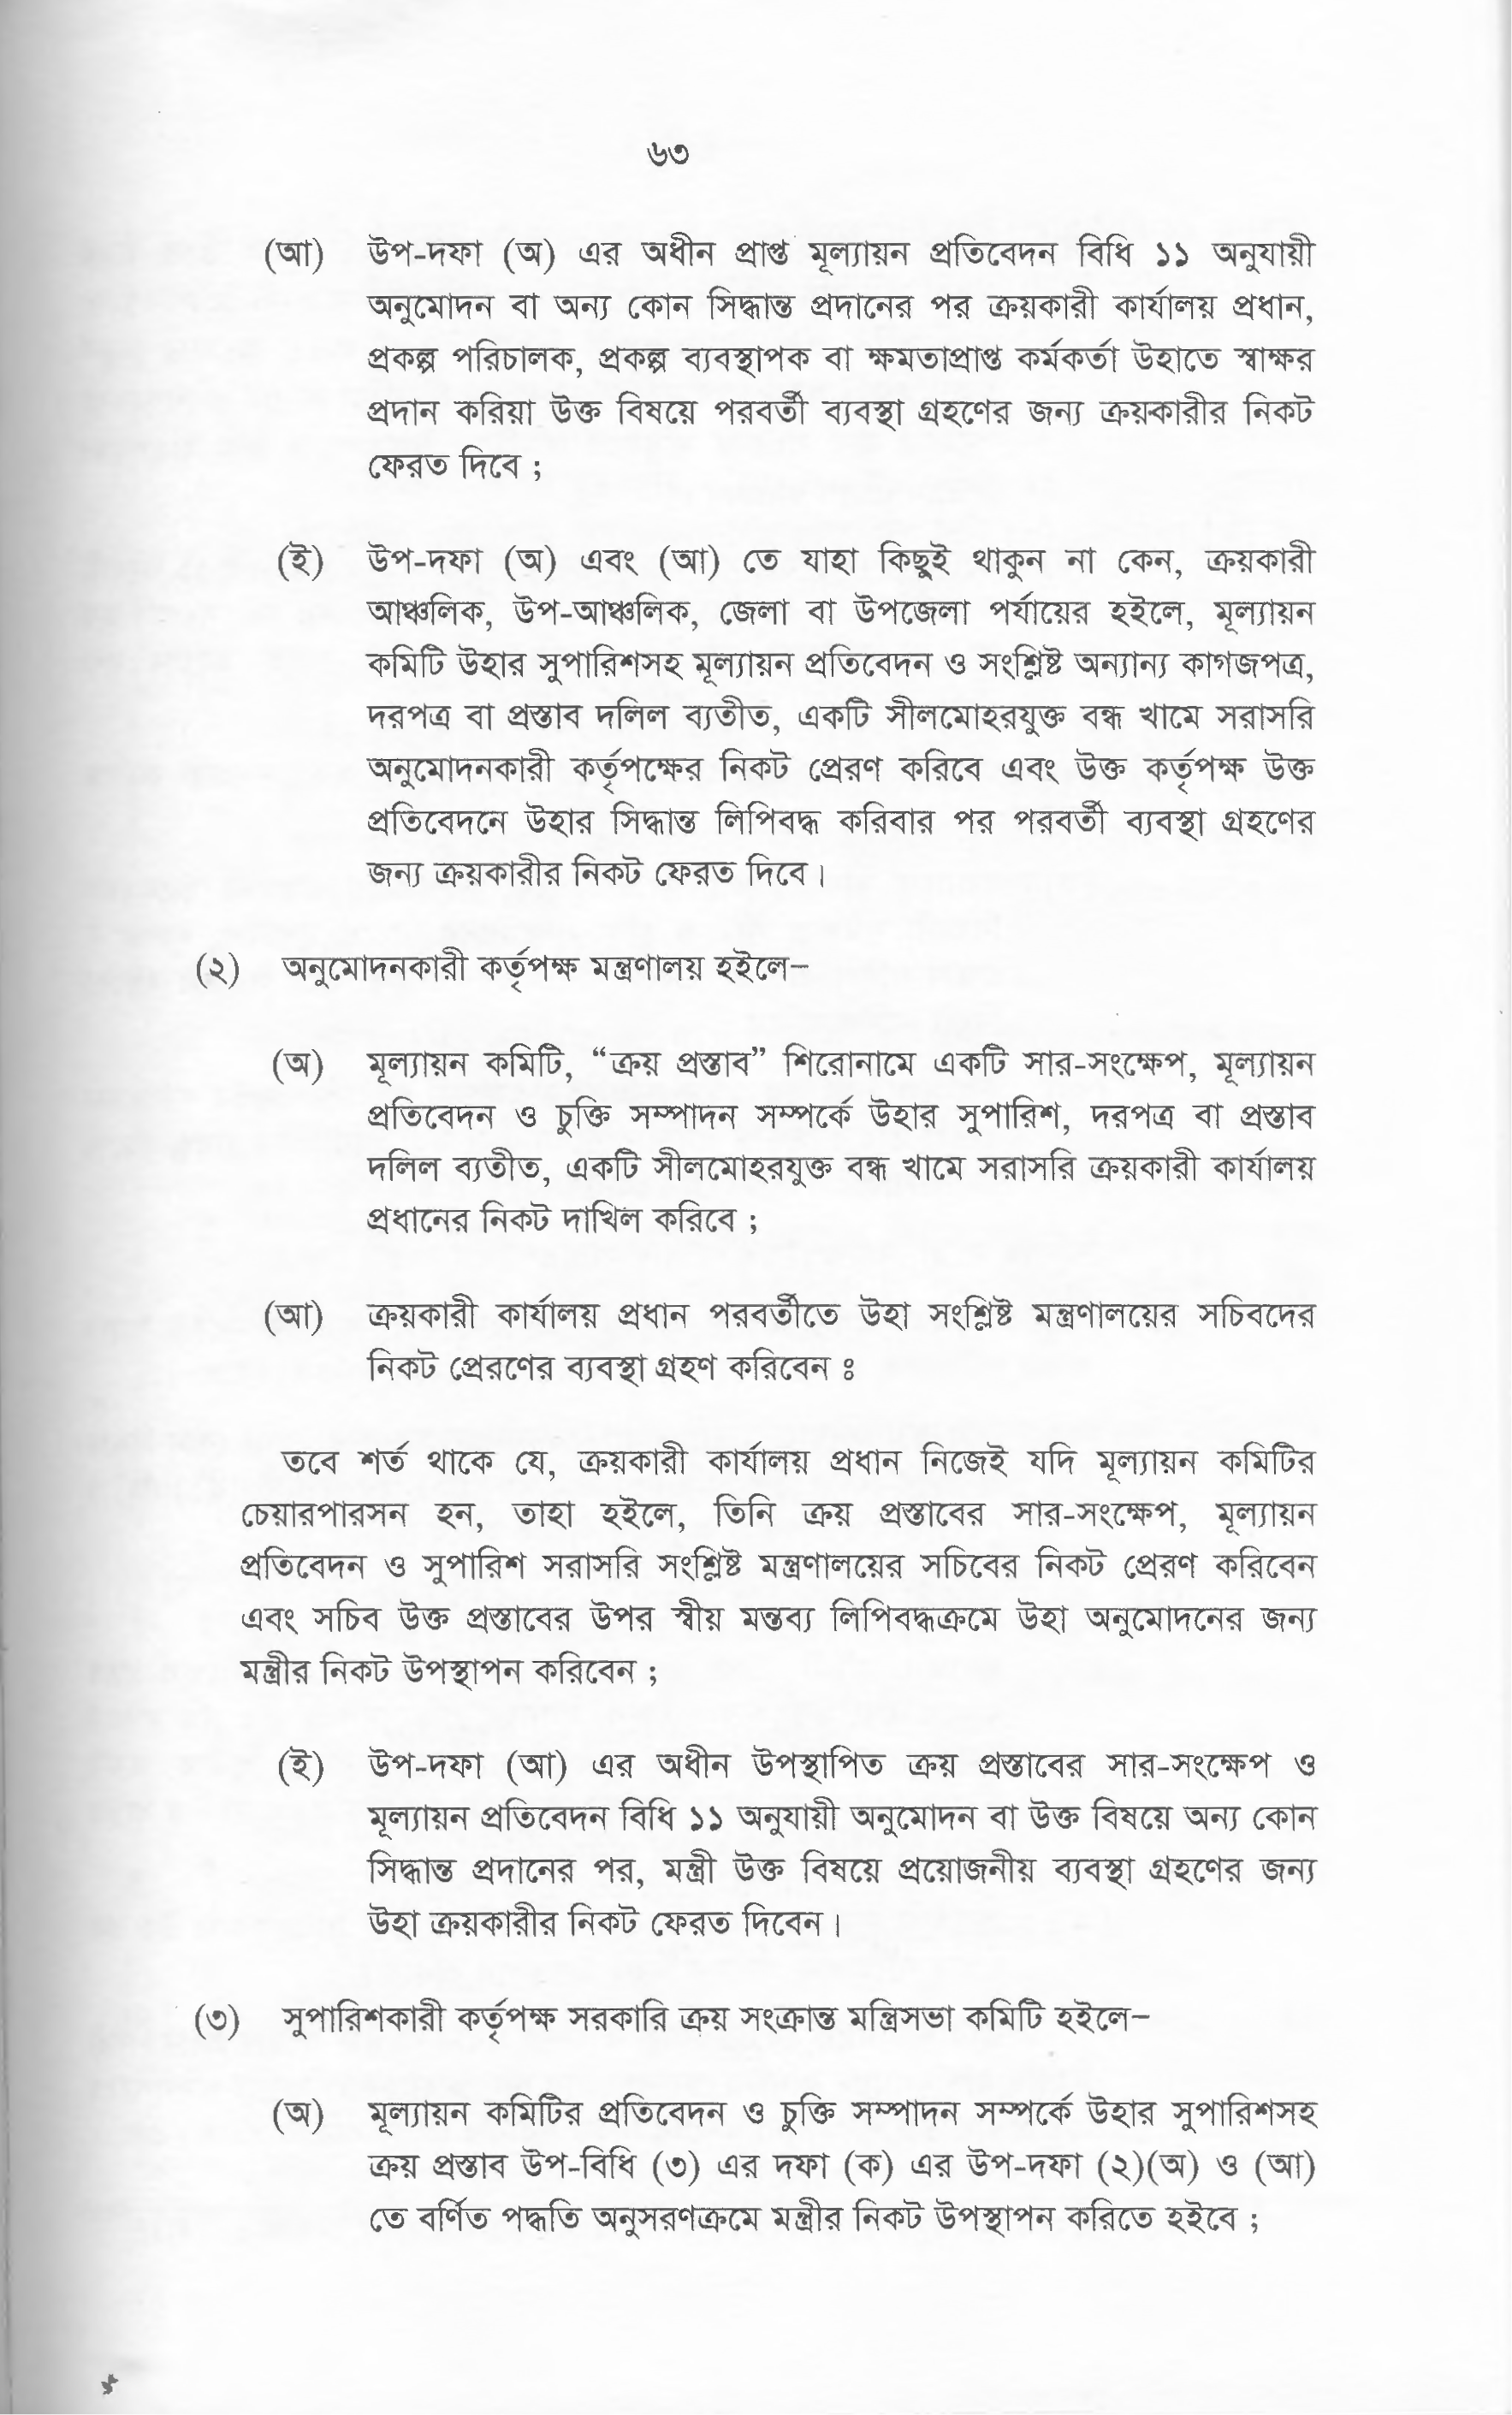 ৬৩
(আ) উপ-দফা (অ) এর অধীন প্রাপ্ত মূল্যায়ন প্রতিবেদন বিধি ১১ অনুযায়ী
অনুমোদন বা অন্য কোন সিদ্ধান্ত প্রদানের পর ক্রয়কারী কার্যালয় প্রধান,
প্রকল্প পরিচালক, প্রকল্প ব্যবস্থাপক বা ক্ষমতাপ্রাপ্ত কর্মকর্তা উহাতে স্বাক্ষর
প্রদান করিয়া উক্ত বিষয়ে পরবর্তী ব্যবস্থা গ্রহণের জন্য ক্রয়কারীর নিকট
ফেরত দিবে ;
(ই) উপ-দফা (অ) এবং (আ) তে যাহা কিছুই থাকুন না কেন, ক্রয়কারী
আঞ্চলিক, উপ-আঞ্চলিক, জেলা বা উপজেলা পর্যায়ের হইলে, মূল্যায়ন
কমিটি উহার সুপারিশসহ মূল্যায়ন প্রতিবেদন ও সংশ্লিষ্ট অন্যান্য কাগজপত্র,
দরপত্র বা প্রস্তাব দলিল ব্যতীত, একটি সীলমোহরযুক্ত বন্ধ খামে সরাসরি
অনুমোদনকারী কর্তৃপক্ষের নিকট প্রেরণ করিবে এবং উক্ত কর্তৃপক্ষ উক্ত
প্রতিবেদনে উহার সিদ্ধান্ত লিপিবদ্ধ করিবার পর পরবর্তী ব্যবস্থা গ্রহণের
জন্য ক্রয়কারীর নিকট ফেরত দিবে।
(২) অনুমোদনকারী কর্তৃপক্ষ মন্ত্রণালয় হইলে–
(অ) মূল্যায়ন কমিটি, “ক্রয় প্রস্তাব” শিরোনামে একটি সার-সংক্ষেপ, মূল্যায়ন
প্রতিবেদন ও চুক্তি সম্পাদন সম্পর্কে উহার সুপারিশ, দরপত্র বা প্রস্তাব
দলিল ব্যতীত, একটি সীলমোহরযুক্ত বন্ধ খামে সরাসরি ক্রয়কারী কার্যালয়
প্রধানের নিকট দাখিল করিবে ;
(আ) ক্রয়কারী কার্যালয় প্রধান পরবর্তীতে উহা সংশ্লিষ্ট মন্ত্রণালয়ের সচিবদের
নিকট প্রেরণের ব্যবস্থা গ্রহণ করিবেন ঃ
তবে শর্ত থাকে যে, ক্রয়কারী কার্যালয় প্রধান নিজেই যদি মূল্যায়ন কমিটির
চেয়ারপারসন হন, তাহা হইলে, তিনি ক্রয় প্রস্তাবের সার-সংক্ষেপ, মূল্যায়ন
প্রতিবেদন ও সুপারিশ সরাসরি সংশ্লিষ্ট মন্ত্রণালয়ের সচিবের নিকট প্রেরণ করিবেন
এবং সচিব উক্ত প্রস্তাবের উপর স্বীয় মন্তব্য লিপিবদ্ধক্রমে উহা অনুমোদনের জন্য
মন্ত্রীর নিকট উপস্থাপন করিবেন ;
(ই) উপ-দফা (আ) এর অধীন উপস্থাপিত ক্রয় প্রস্তাবের সার-সংক্ষেপ ও
মূল্যায়ন প্রতিবেদন বিধি ১১ অনুযায়ী অনুমোদন বা উক্ত বিষয়ে অন্য কোন
সিদ্ধান্ত প্রদানের পর, মন্ত্রী উক্ত বিষয়ে প্রয়োজনীয় ব্যবস্থা গ্রহণের জন্য
উহা ক্রয়কারীর নিকট ফেরত দিবেন।
(৩) সুপারিশকারী কর্তৃপক্ষ সরকারি ক্রয় সংক্রান্ত মন্ত্রিসভা কমিটি হইলে–
(অ) মূল্যায়ন কমিটির প্রতিবেদন ও চুক্তি সম্পাদন সম্পর্কে উহার সুপারিশসহ
ক্রয় প্রস্তাব উপ-বিধি (৩) এর দফা (ক) এর উপ-দফা (২)(অ) ও (আ)
তে বর্ণিত পদ্ধতি অনুসরণক্রমে মন্ত্রীর নিকট উপস্থাপন করিতে হইবে ;